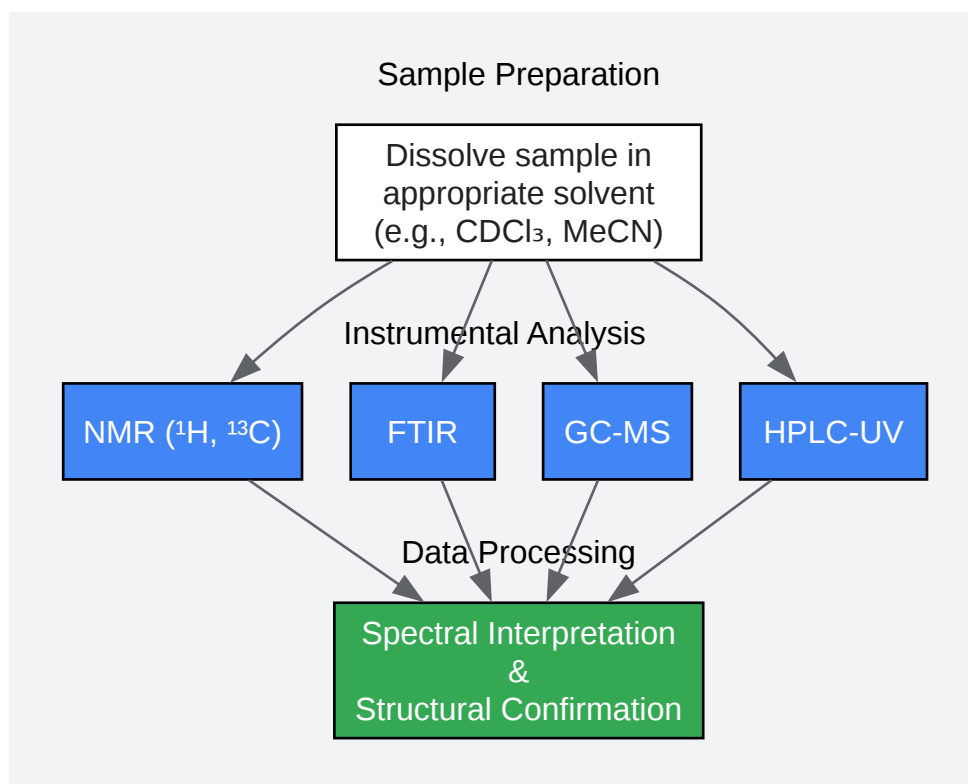 Sample Preparation
Dissolve sample in
appropriate solvent
(e.g., CDCl₃, MeCN)
Instrumental Analysis
NMR (¹H, ¹³C)
FTIR
GC-MS
HPLC-UV
Data Processing
Spectral Interpretation
&
Structural Confirmation